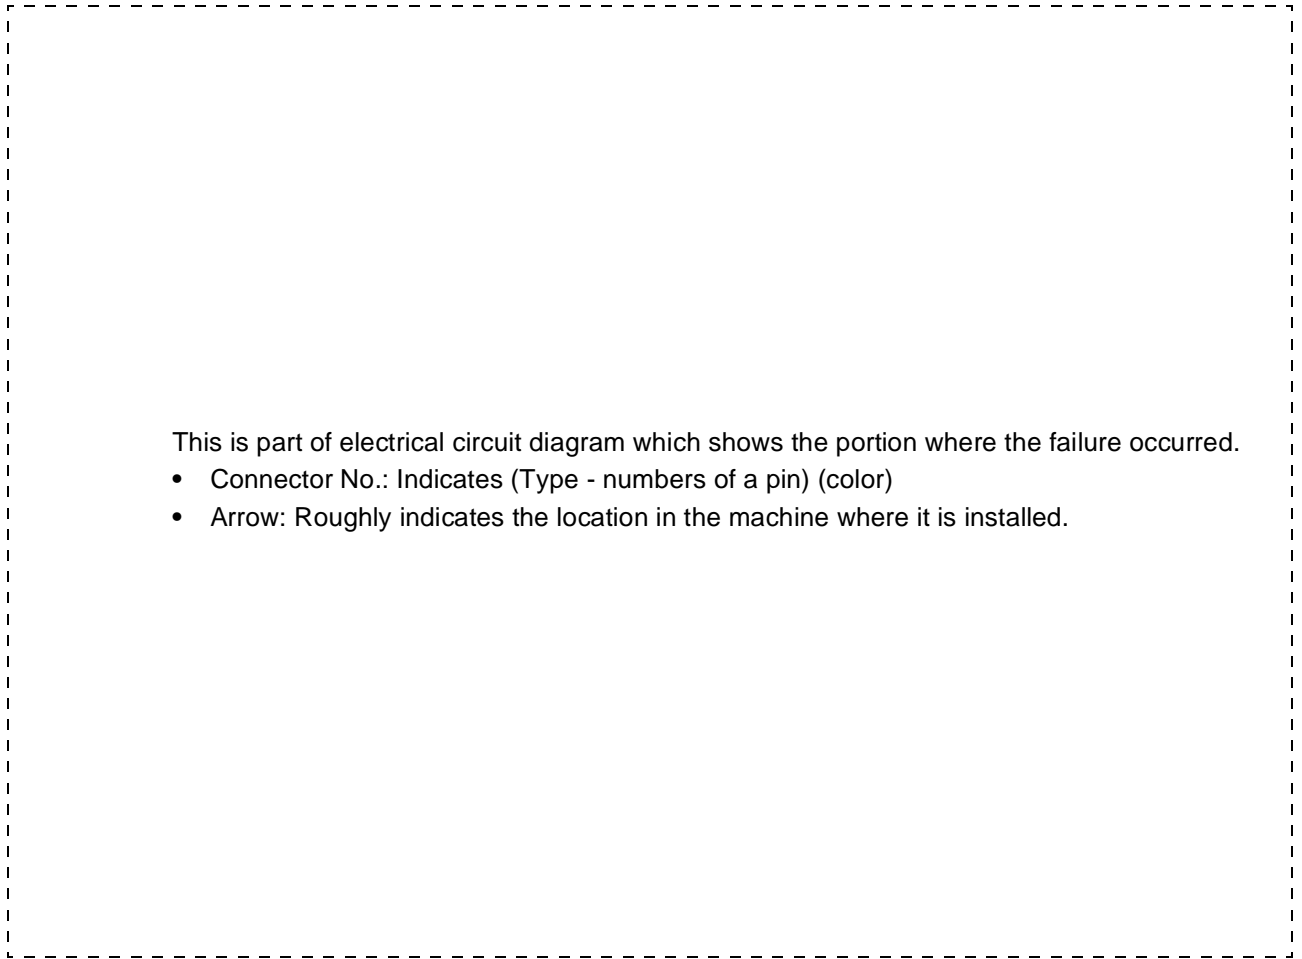 This is part of electrical circuit diagram which shows the portion where the failure occurred.
• Connector No.: Indicates (Type - numbers of a pin) (color)
• Arrow: Roughly indicates the location in the machine where it is installed.